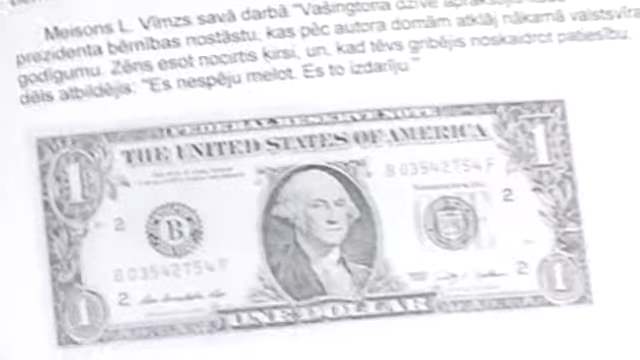 Meisons L. Vīmzs savā darbā "Vašingtona dzīve
prezidenta bērnības nostāstu, kas pēc autora domām atklāj nākamā valstsvīra
godīgumu. Zēns esot nocirtis ķirsi, un, kad tēvs gribējis noskaidrot patiesību,
dēls atbildējis: "Es nespēju melot. Es to izdarīju."
FEDERAL RESERVE NOTE
THE UNITED STATES OF AMERICA
1
1
B 03542754 F
2
2
B
B 03542754 F
2
2
1
1
ONE DOLLAR